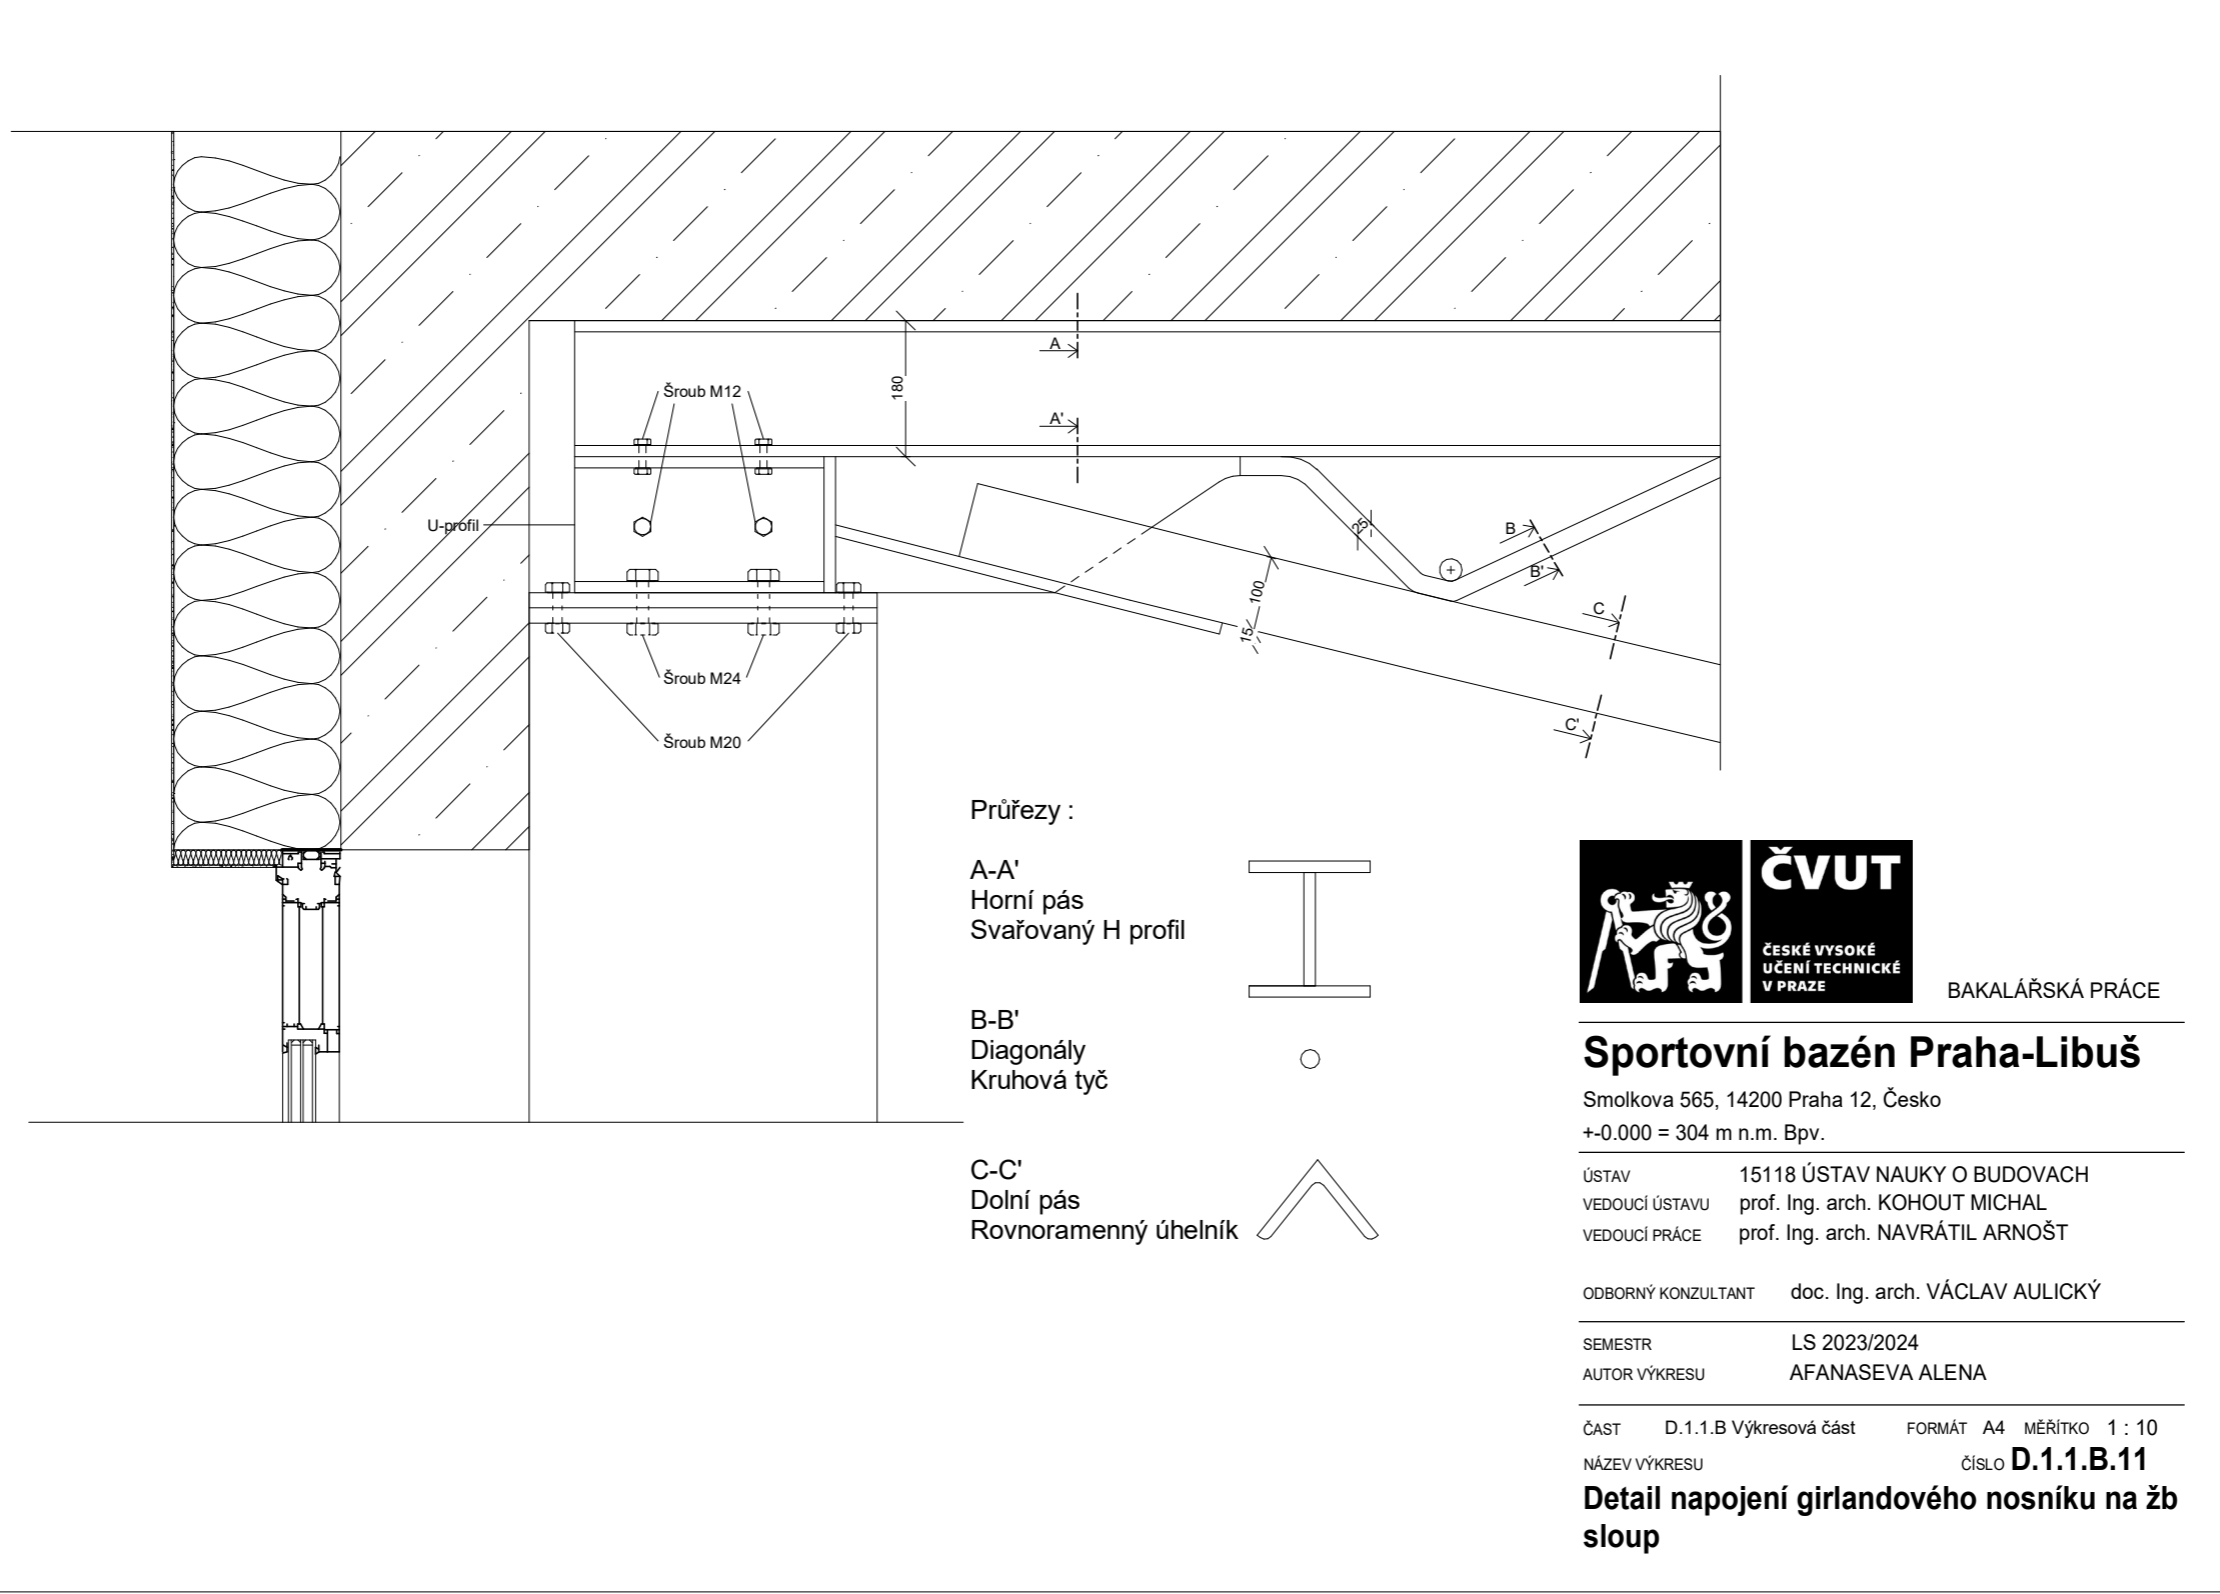 A
Šroub M12
180
A'
U-profil
25
B
B'
100
15
C
Šroub M24
C'
Šroub M20
Průřezy :
A-A'
Horní pás
Svařovaný H profil
B-B'
Diagonály
Kruhová tyč
C-C'
Dolní pás
Rovnoramenný úhelník
ČVUT
ČESKÉ VYSOKÉ
UČENÍ TECHNICKÉ
V PRAZE
BAKALÁŘSKÁ PRÁCE
Sportovní bazén Praha-Libuš
Smolkova 565, 14200 Praha 12, Česko
+-0.000 = 304 m n.m. Bpv.
ÚSTAV 15118 ÚSTAV NAUKY O BUDOVACH
VEDOUCÍ ÚSTAVU prof. Ing. arch. KOHOUT MICHAL
VEDOUCÍ PRÁCE prof. Ing. arch. NAVRÁTIL ARNOŠT
ODBORNÝ KONZULTANT doc. Ing. arch. VÁCLAV AULICKÝ
SEMESTR LS 2023/2024
AUTOR VÝKRESU AFANASEVA ALENA
ČAST D.1.1.B Výkresová část FORMÁT A4 MĚŘÍTKO 1 : 10
NÁZEV VÝKRESU ČÍSLO D.1.1.B.11
Detail napojení girlandového nosníku na žb
sloup